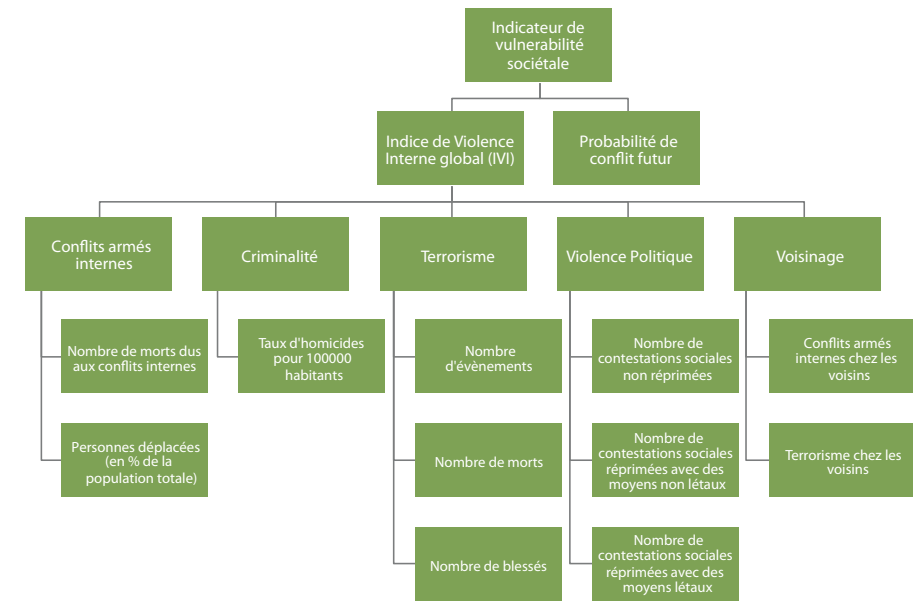 Indicateur de
vulnerabilité
sociétale
Indice de Violence
Interne global (IVI)
Probabilité de
conflit futur
Conflits armés
internes
Criminalité
Terrorisme
Violence Politique
Voisinage
Nombre de morts dus
aux conflits internes
Taux d'homicides
pour 100000
habitants
Nombre
d'évènements
Nombre de
contestations sociales
non réprimées
Conflits armés
internes chez les
voisins
Personnes déplacées
(en % de la
population totale)
Nombre de morts
Nombre de
contestations sociales
réprimées avec des
moyens non létaux
Terrorisme chez les
voisins
Nombre de blessés
Nombre de
contestations sociales
réprimées avec des
moyens létaux